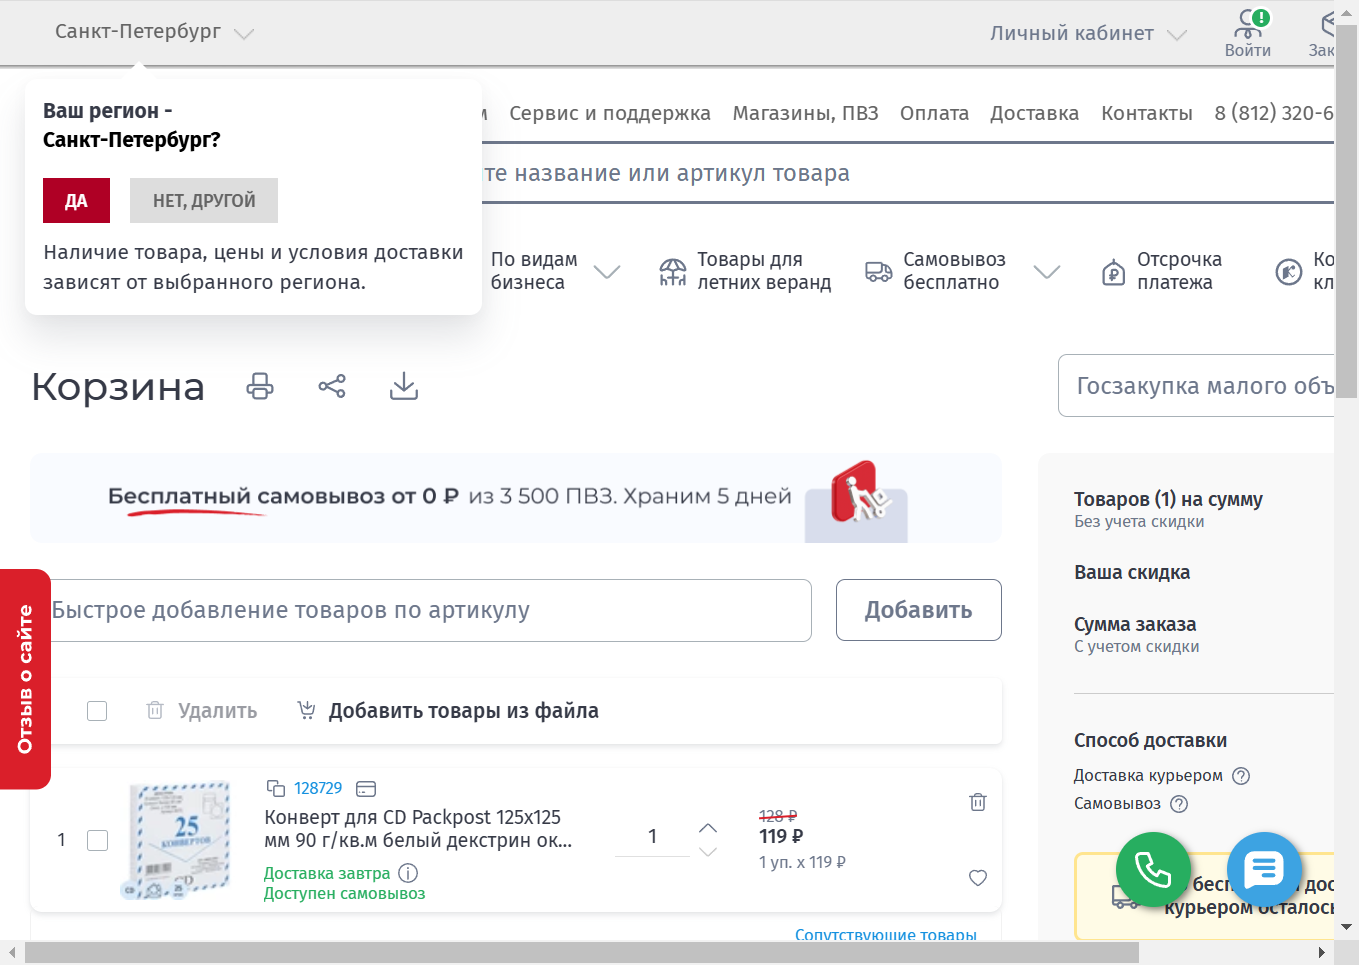 Санкт-Петербург
Личный кабинет
Войти
Ваш регион -
Санкт-Петербург?
ДА
НЕТ, ДРУГОЙ
Наличие товара, цены и условия доставки
зависят от выбранного региона.
Сервис и поддержка
Магазины, ПВЗ
Оплата
Доставка
Контакты
8 (812) 320-6
те название или артикул товара
По видам
бизнеса
Товары для
летних веранд
Самовывоз
бесплатно
Отсрочка
платежа
Корзина
Госзакупка малого объ
Бесплатный самовывоз от 0 ₽ из 3 500 ПВЗ. Храним 5 дней
Быстрое добавление товаров по артикулу
Добавить
Товаров (1) на сумму
Без учета скидки
Ваша скидка
Сумма заказа
С учетом скидки
Отзыв о сайте
Удалить
Добавить товары из файла
Способ доставки
Доставка курьером
Самовывоз
1
25
КОНВЕРТОВ
CD
128729
Конверт для CD Packpost 125x125
мм 90 г/кв.м белый декстрин ок...
Доставка завтра
Доступен самовывоз
1
128 ₽
119 ₽
1 уп. x 119 ₽
курьером осталось
Сопутствующие товары